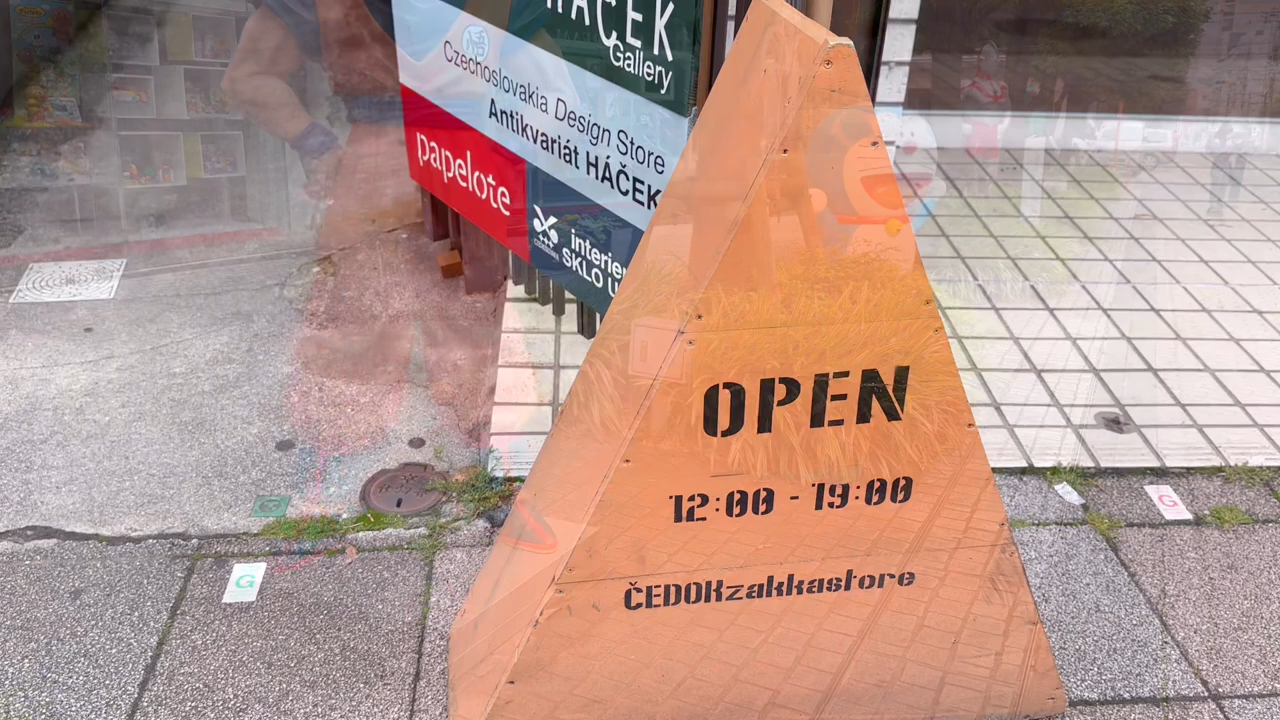 HÁČEK
Gallery
Czechoslovakia Design Store
Antikvariát HÁČEK
papelote
interier
SKLO U
OPEN
12:00 - 19:00
ČEDOKzakkastore
G
G